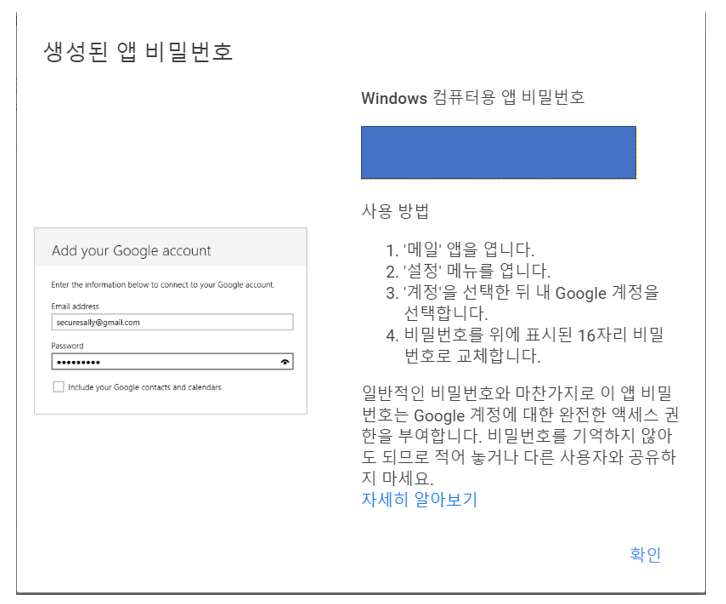 생성된 앱 비밀번호
Windows 컴퓨터용 앱 비밀번호
사용 방법
1. '메일' 앱을 엽니다.
2. '설정' 메뉴를 엽니다.
3. '계정'을 선택한 뒤 내 Google 계정을
선택합니다.
4. 비밀번호를 위에 표시된 16자리 비밀
번호로 교체합니다.
일반적인 비밀번호와 마찬가지로 이 앱 비밀
번호는 Google 계정에 대한 완전한 액세스 권
한을 부여합니다. 비밀번호를 기억하지 않아
도 되므로 적어 놓거나 다른 사용자와 공유하
지 마세요.
자세히 알아보기
확인
Add your Google account
Enter the information below to connect to your Google account.
Email address
securesally@gmail.com
Password
•••••••••
Include your Google contacts and calendars